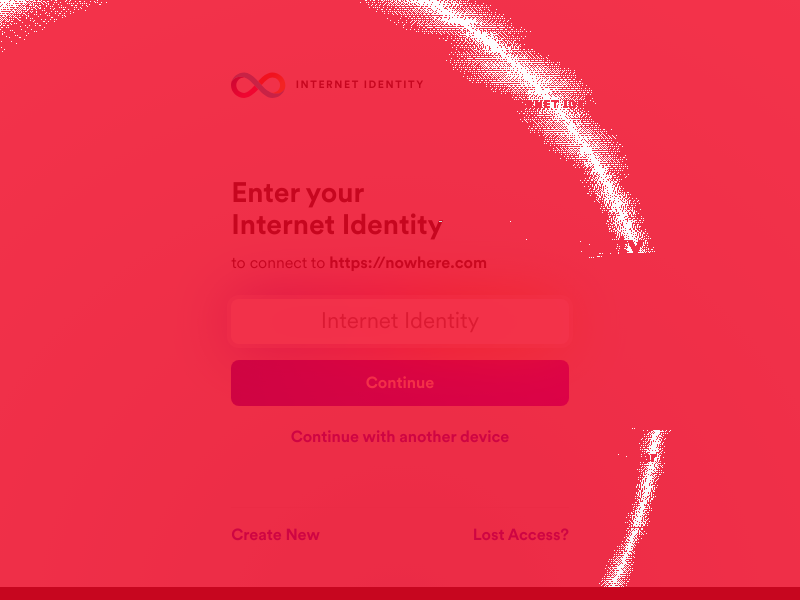 INTERNET IDENTITY
Enter your
Internet Identity
to connect to https://nowhere.com
Internet Identity
Continue
Continue with another device
Create New
Lost Access?